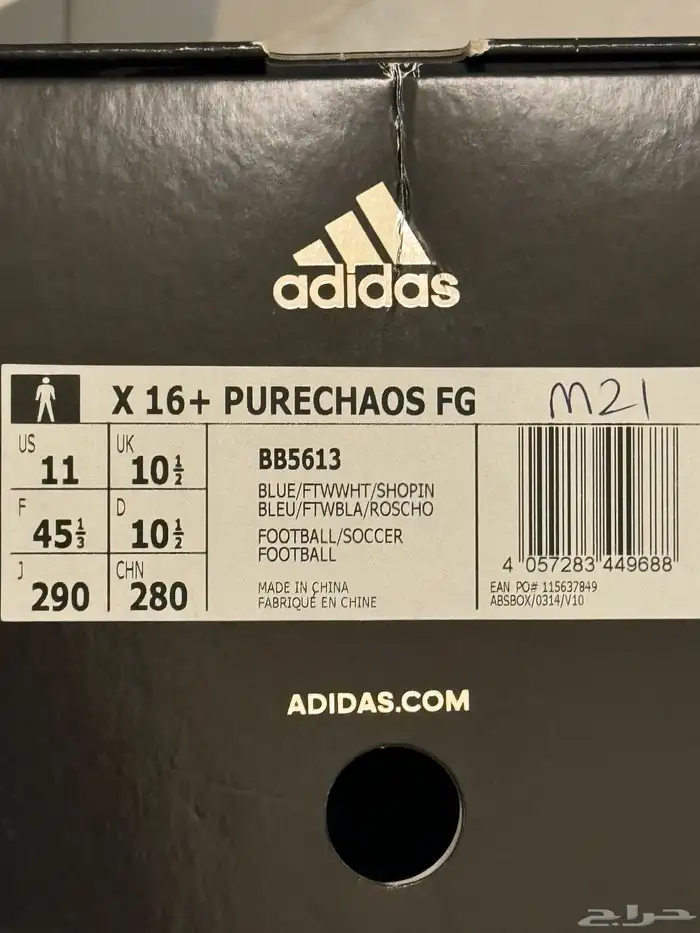 adidas
X 16+ PURECHAOS FG
M21
US 11
UK 10½
F 45⅓
D 10½
J 290
CHN 280
BB5613
BLUE/FTWWHT/SHOPIN
BLEU/FTWBLA/ROSCHO
FOOTBALL/SOCCER
FOOTBALL
MADE IN CHINA
FABRIQUÉ EN CHINE
4 057283 449688
EAN PO# 115637849
ABSBOX/0314/V10
ADIDAS.COM
حراج